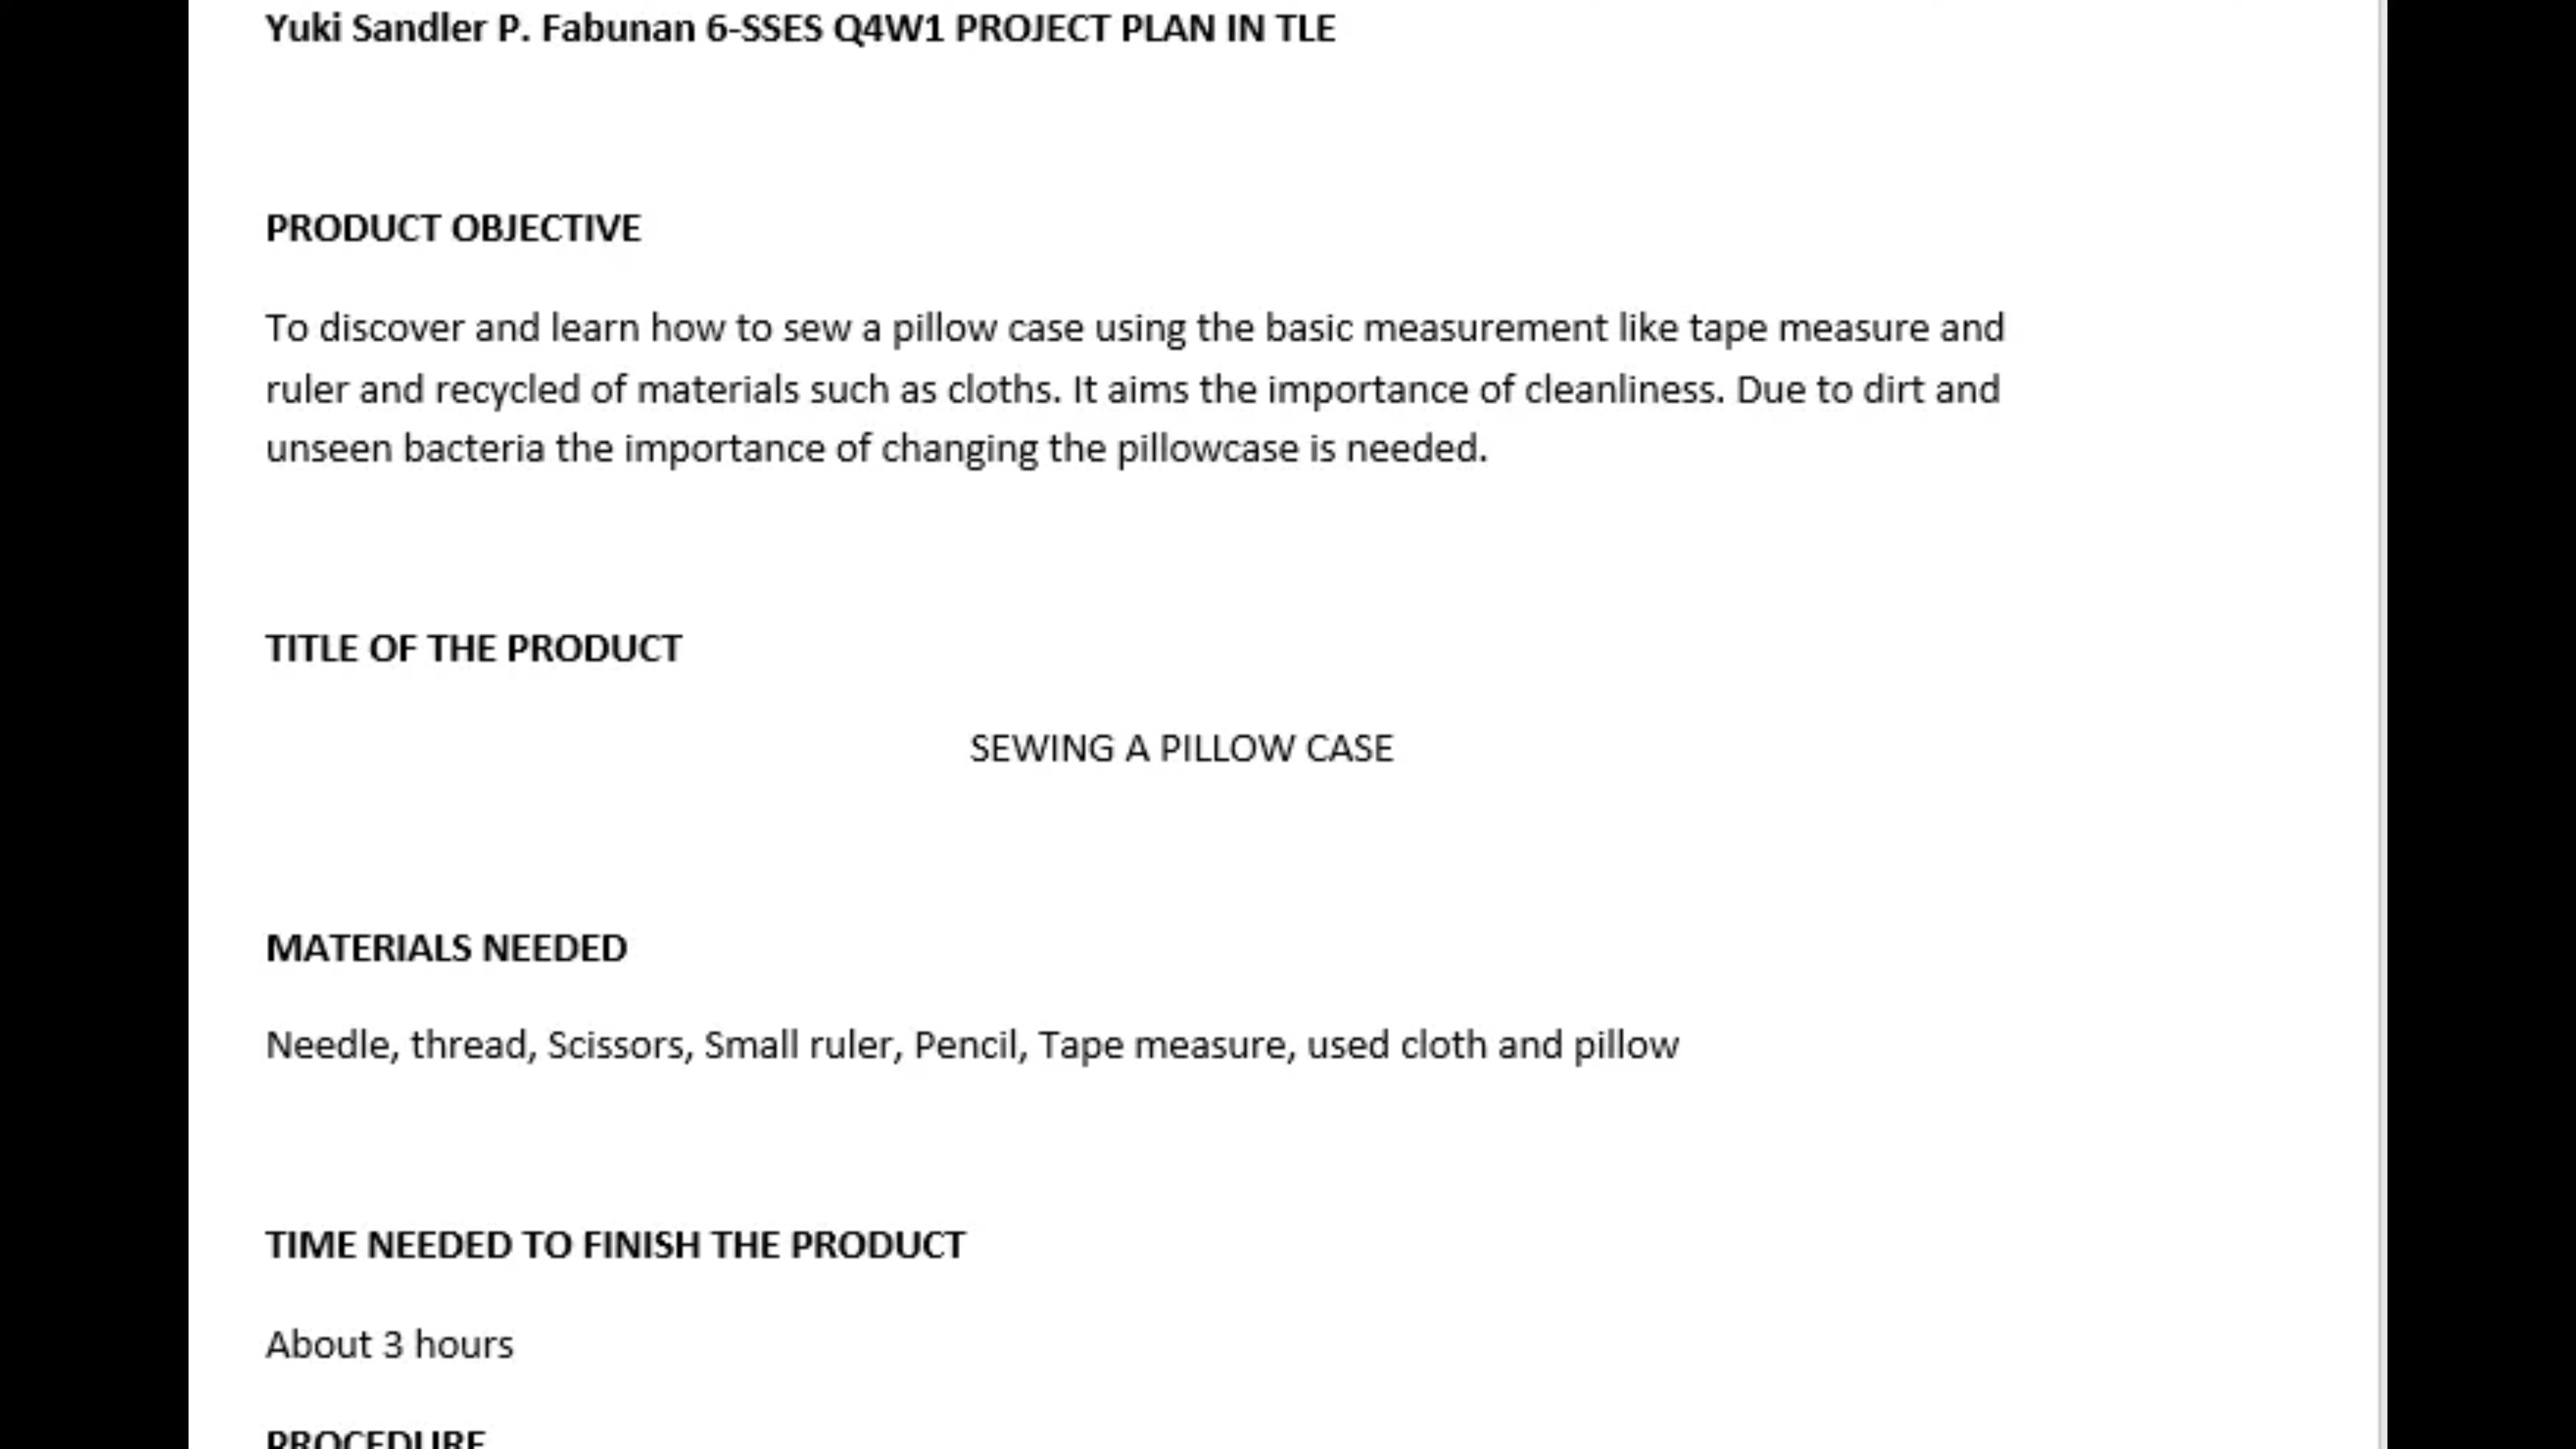 Yuki Sandler P. Fabunan 6-SSES Q4W1 PROJECT PLAN IN TLE
PRODUCT OBJECTIVE
To discover and learn how to sew a pillow case using the basic measurement like tape measure and
ruler and recycled of materials such as cloths. It aims the importance of cleanliness. Due to dirt and
unseen bacteria the importance of changing the pillowcase is needed.
TITLE OF THE PRODUCT
SEWING A PILLOW CASE
MATERIALS NEEDED
Needle, thread, Scissors, Small ruler, Pencil, Tape measure, used cloth and pillow
TIME NEEDED TO FINISH THE PRODUCT
About 3 hours
PROCEDURE